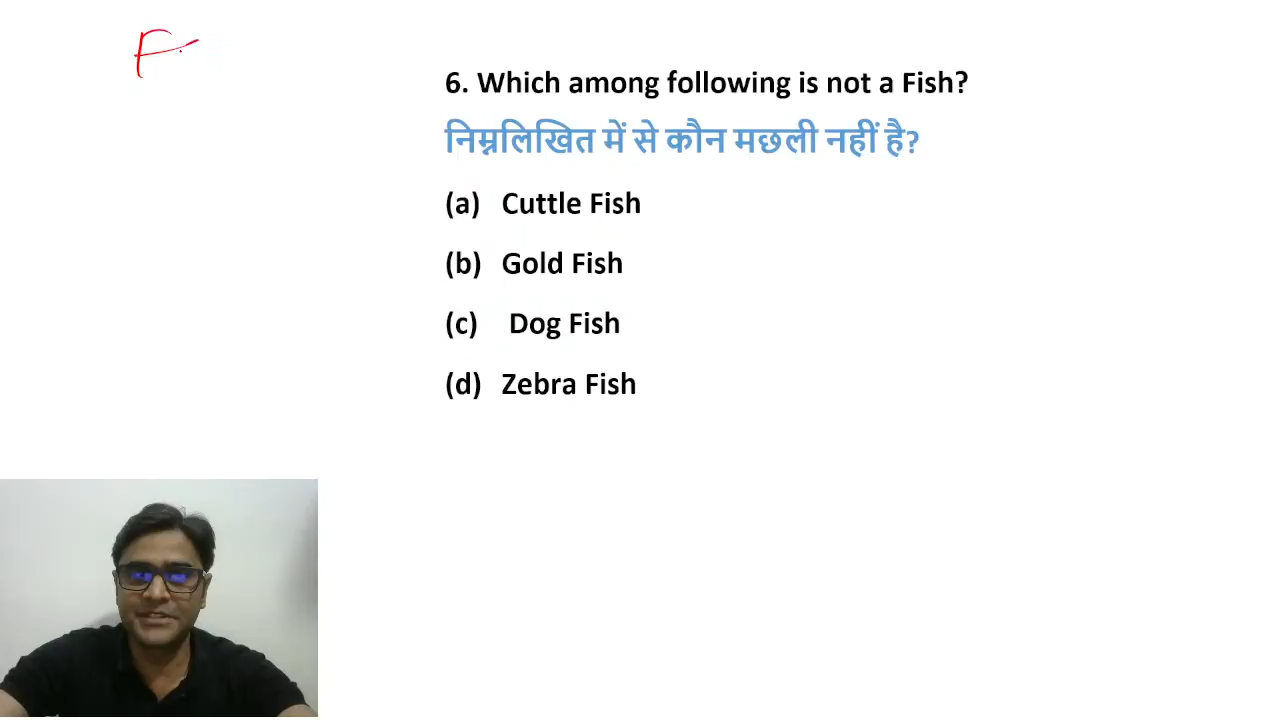 F
6. Which among following is not a Fish?
निम्नलिखित में से कौन मछली नहीं है?
(a) Cuttle Fish
(b) Gold Fish
(c) Dog Fish
(d) Zebra Fish